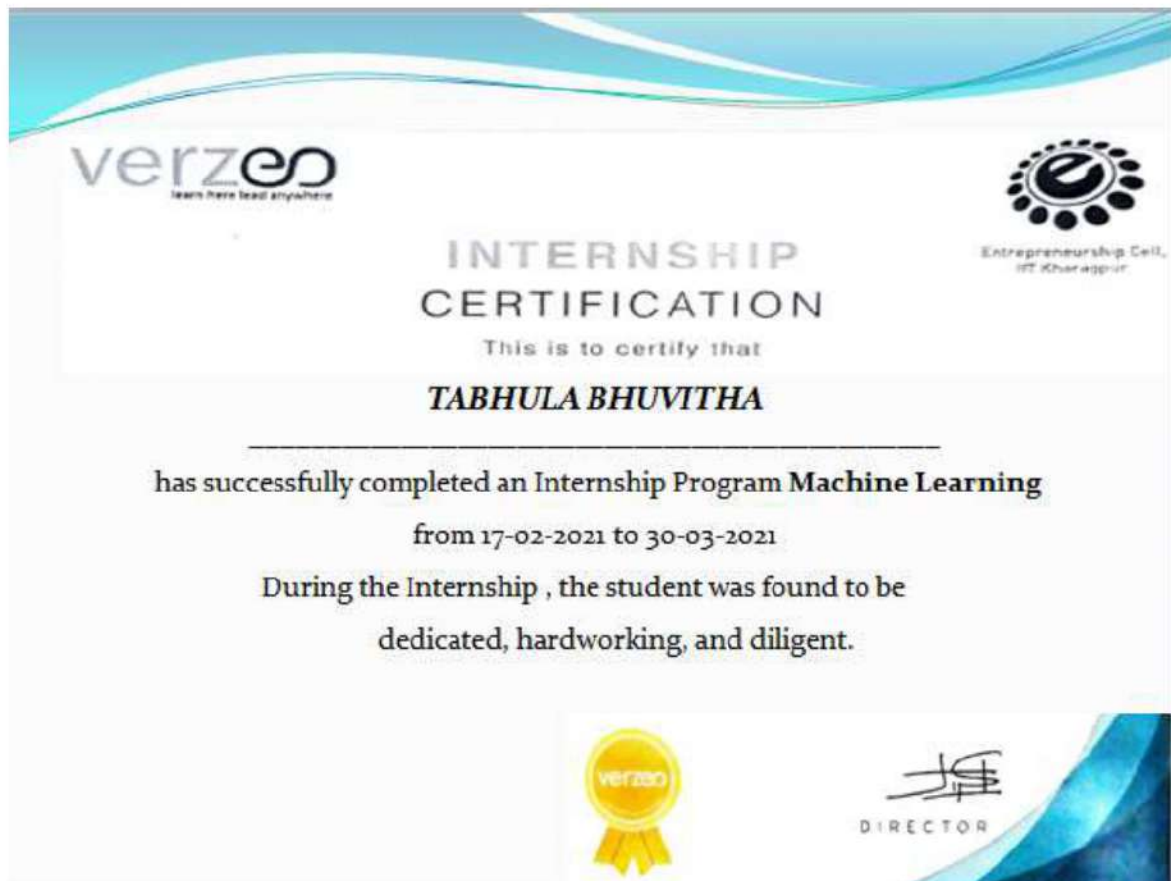 verzeo
learn here lead anywhere
Entrepreneurship Cell,
IIT Kharagpur
INTERNSHIP
CERTIFICATION
This is to certify that
TABHULA BHUVITHA
has successfully completed an Internship Program Machine Learning
from 17-02-2021 to 30-03-2021
During the Internship , the student was found to be
dedicated, hardworking, and diligent.
verzeo
DIRECTOR